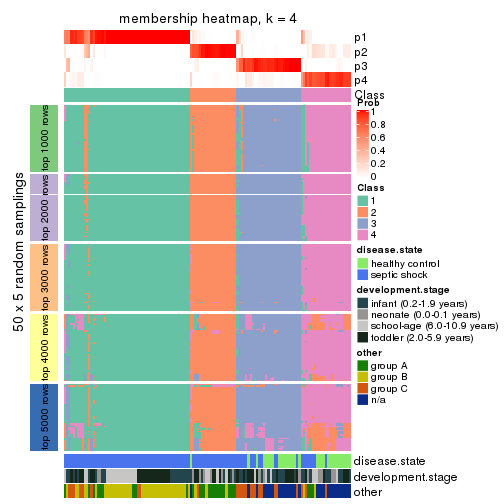 membership heatmap, k = 4
p1
p2
p3
p4
Class
Prob
1
0.8
0.6
0.4
0.2
0
Class
1
2
3
4
disease.state
healthy control
septic shock
development.stage
infant (0.2-1.9 years)
neonate (0.0-0.1 years)
school-age (6.0-10.9 years)
toddler (2.0-5.9 years)
other
group A
group B
group C
n/a
50 x 5 random samplings
top 1000 rows
top 2000 rows
top 3000 rows
top 4000 rows
top 5000 rows
disease.state
development.stage
other